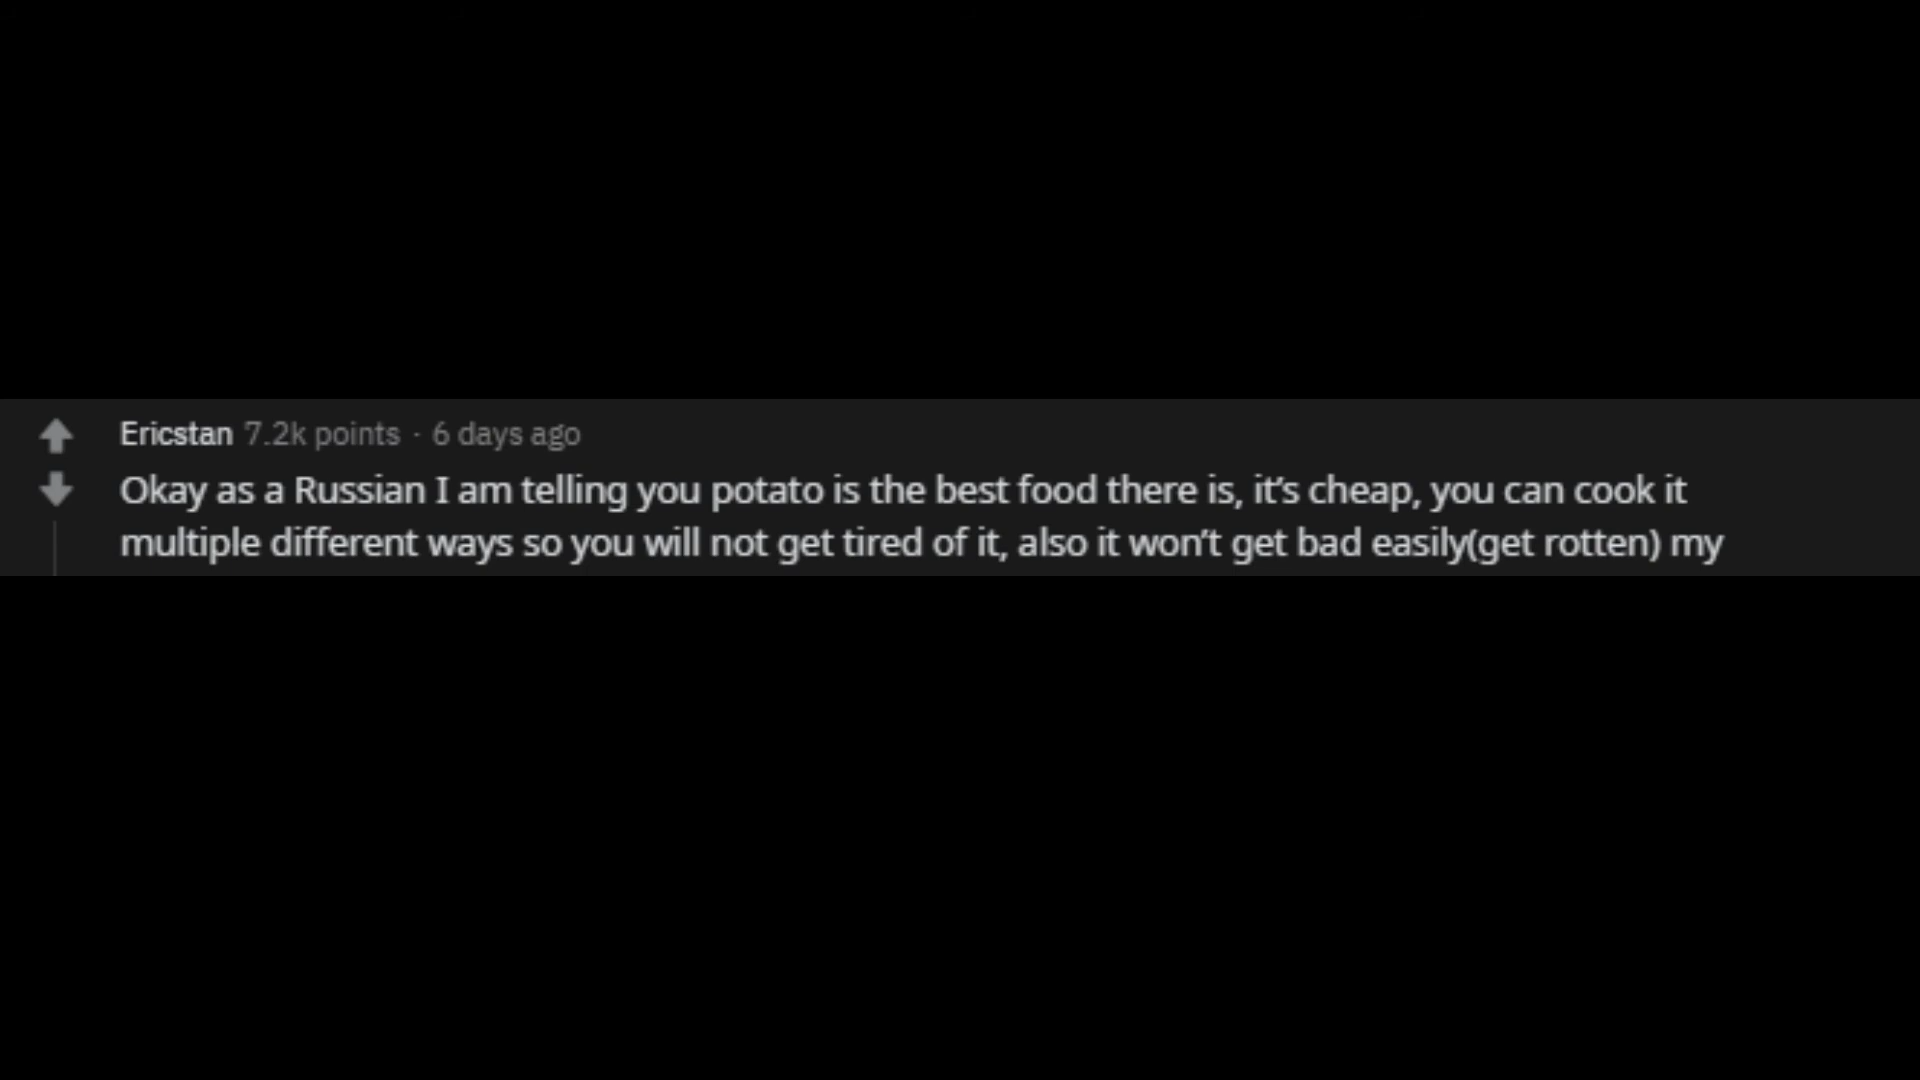 Ericstan 7.2k points · 6 days ago
Okay as a Russian I am telling you potato is the best food there is, it’s cheap, you can cook it
multiple different ways so you will not get tired of it, also it won’t get bad easily(get rotten) my